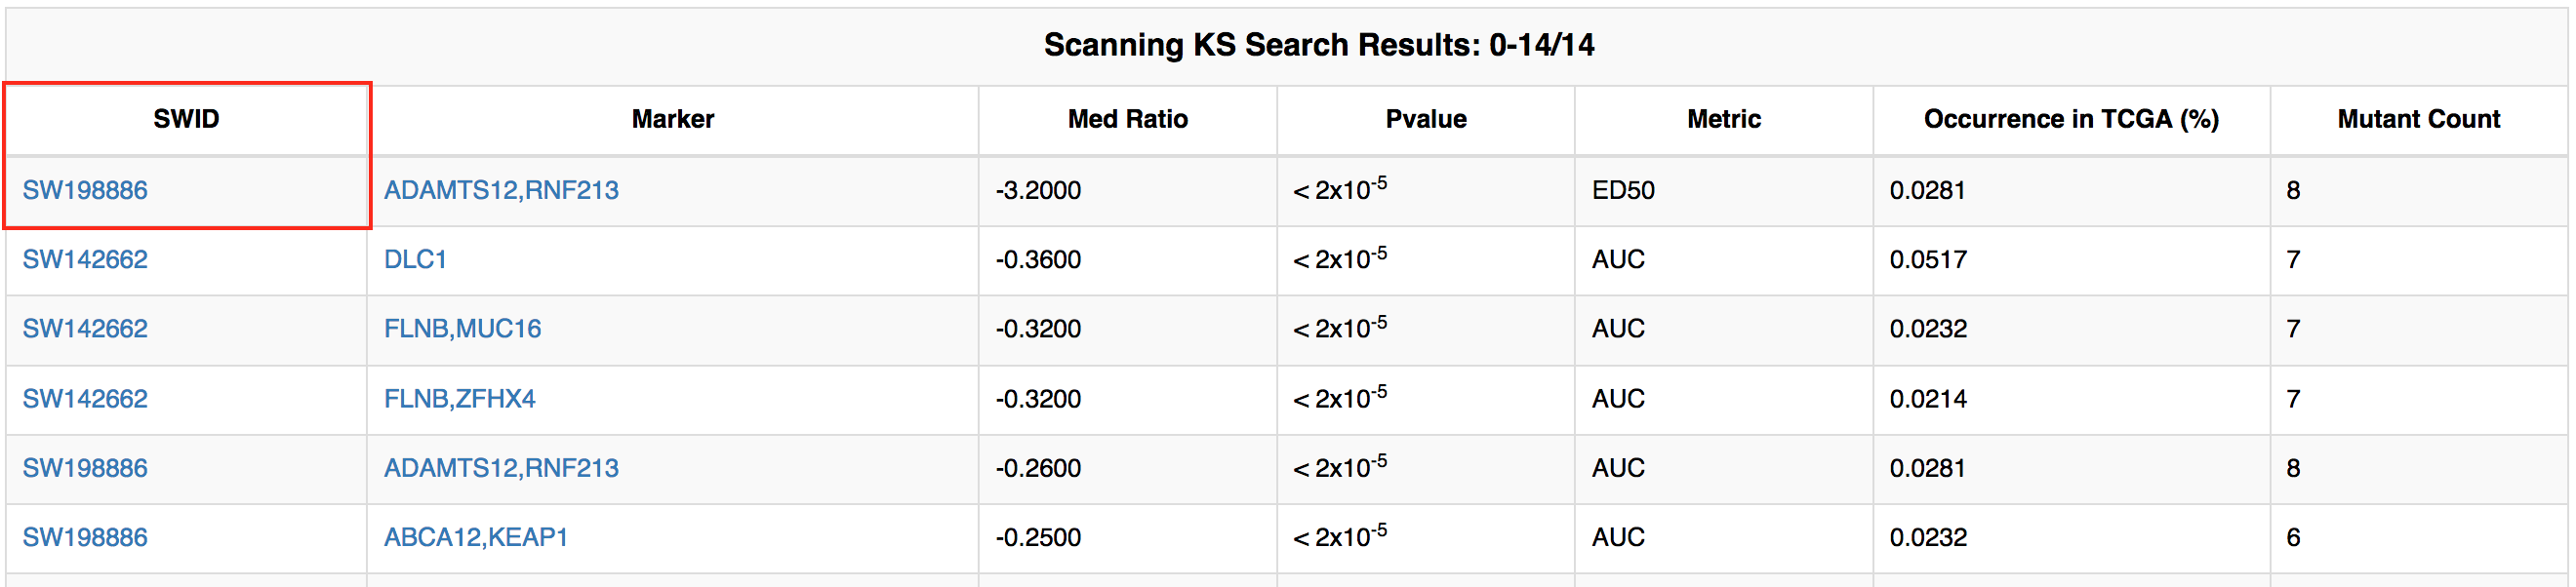 Scanning KS Search Results: 0-14/14
SWID Marker Med Ratio Pvalue Metric Occurrence in TCGA (%) Mutant Count
SW198886 ADAMTS12,RNF213 -3.2000 < 2x10⁻⁵ ED50 0.0281 8
SW142662 DLC1 -0.3600 < 2x10⁻⁵ AUC 0.0517 7
SW142662 FLNB,MUC16 -0.3200 < 2x10⁻⁵ AUC 0.0232 7
SW142662 FLNB,ZFHX4 -0.3200 < 2x10⁻⁵ AUC 0.0214 7
SW198886 ADAMTS12,RNF213 -0.2600 < 2x10⁻⁵ AUC 0.0281 8
SW198886 ABCA12,KEAP1 -0.2500 < 2x10⁻⁵ AUC 0.0232 6